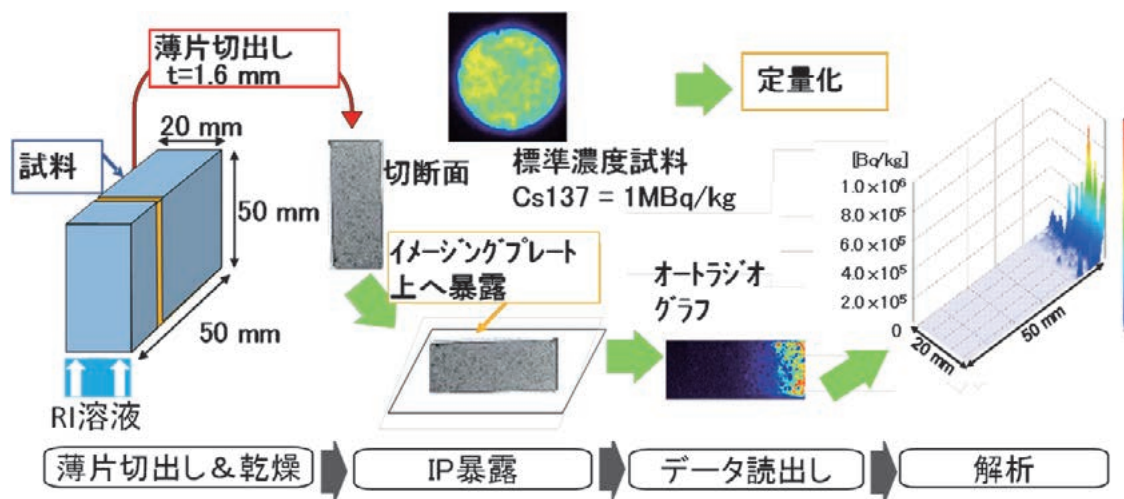 薄片切出し
t=1.6 mm
20 mm
試料
50 mm
50 mm
RI溶液
切断面
標準濃度試料
Cs137 = 1MBq/kg
定量化
イメージングプレート
上へ暴露
オートラジオ
グラフ
[Bq/kg]
1.0×10⁶
8.0×10⁵
6.0×10⁵
4.0×10⁵
2.0×10⁵
0
20 mm
50 mm
薄片切出し&乾燥
IP暴露
データ読出し
解析